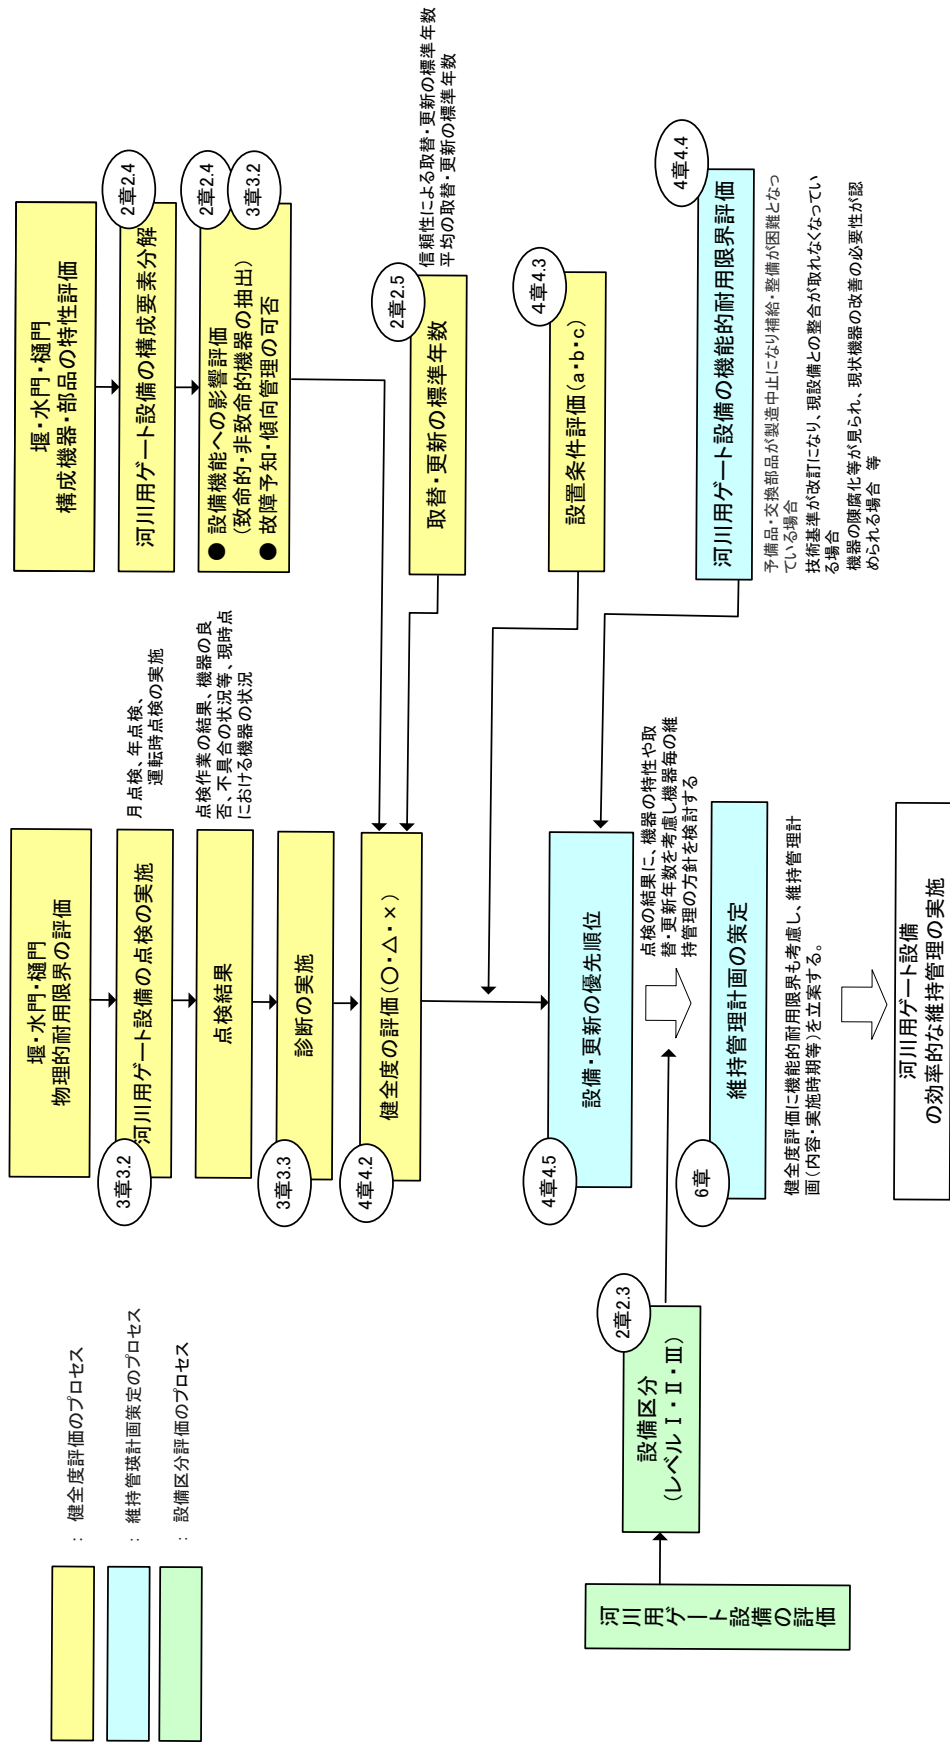 ： 健全度評価のプロセス
： 維持管瑛計画策定のプロセス
： 設備区分評価のプロセス
河川用ゲート設備の評価
2章2.3
設備区分
(レベルⅠ・Ⅱ・Ⅲ)
堰・水門・樋門
物理的耐用限界の評価
3章3.2
河川用ゲート設備の点検の実施
月点検、年点検、
運転時点検の実施
点検結果
点検作業の結果、機器の良
否、不具合の状況等、現時点
における機器の状況
3章3.3
診断の実施
4章4.2
健全度の評価(〇・△・×)
4章4.5
設備・更新の優先順位
点検の結果に、機器の特性や取
替・更新年数を考慮し機器毎の維
持管理の方針を検討する
6章
維持管理計画の策定
健全度評価に機能的耐用限界も考慮し、維持管理計
画(内容・実施時期等)を立案する。
河川用ゲート設備
の効率的な維持管理の実施
堰・水門・樋門
構成機器・部品の特性評価
2章2.4
河川用ゲート設備の構成要素分解
2章2.4
3章3.2
● 設備機能への影響評価
(致命的・非致命的機器の抽出)
● 故障予知・傾向管理の可否
2章2.5
取替・更新の標準年数
信頼性による取替・更新の標準年数
平均の取替・更新の標準年数
4章4.3
設置条件評価(a・b・c)
4章4.4
河川用ゲート設備の機能的耐用限界評価
予備品・交換部品が製造中止になり補給・整備が困難となっ
ている場合
技術基準が改訂になり、現設備との整合が取れなくなってい
る場合
機器の陳腐化等が見られ、現状機器の改善の必要性が認
められる場合 等